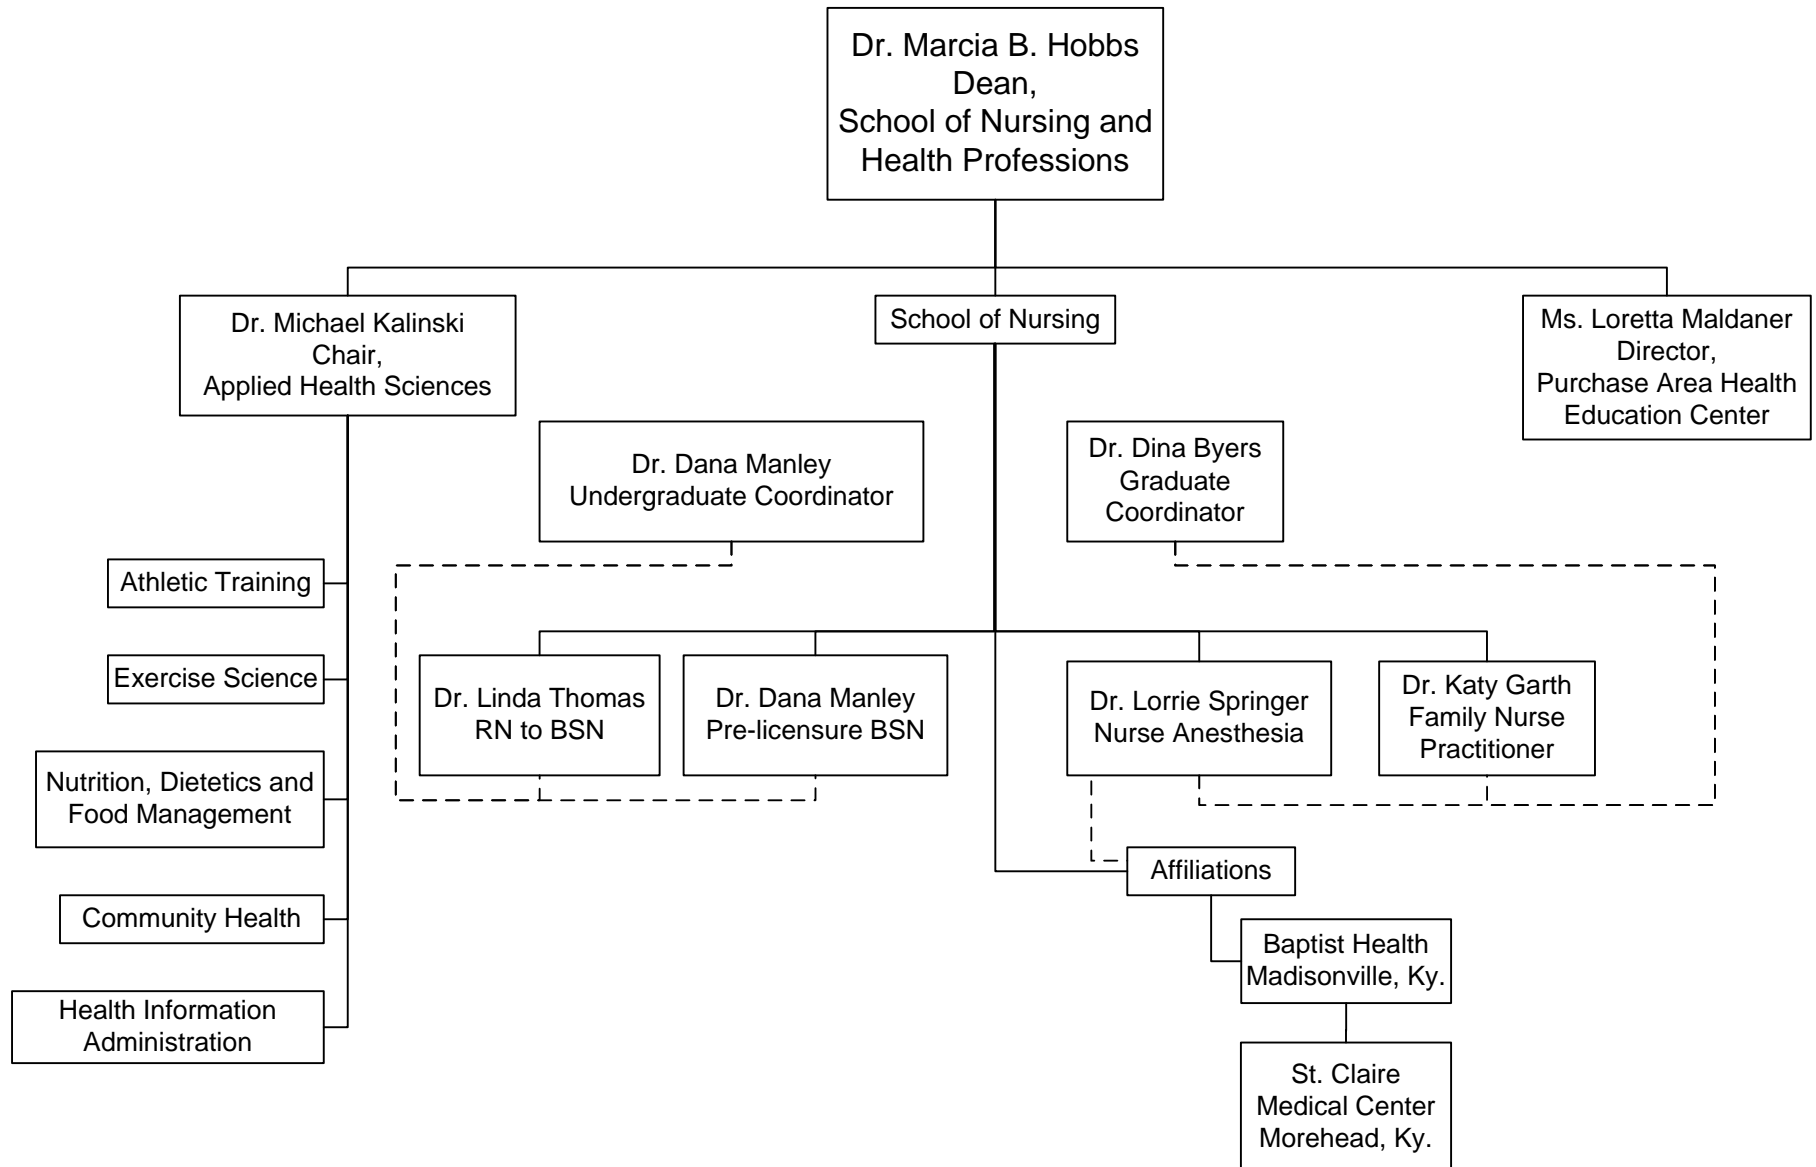 Dr. Marcia B. Hobbs
Dean,
School of Nursing and
Health Professions
Dr. Michael Kalinski
Chair,
Applied Health Sciences
School of Nursing
Ms. Loretta Maldaner
Director,
Purchase Area Health
Education Center
Dr. Dana Manley
Undergraduate Coordinator
Dr. Dina Byers
Graduate
Coordinator
Athletic Training
Exercise Science
Nutrition, Dietetics and
Food Management
Community Health
Health Information
Administration
Dr. Linda Thomas
RN to BSN
Dr. Dana Manley
Pre-licensure BSN
Dr. Lorrie Springer
Nurse Anesthesia
Dr. Katy Garth
Family Nurse
Practitioner
Affiliations
Baptist Health
Madisonville, Ky.
St. Claire
Medical Center
Morehead, Ky.